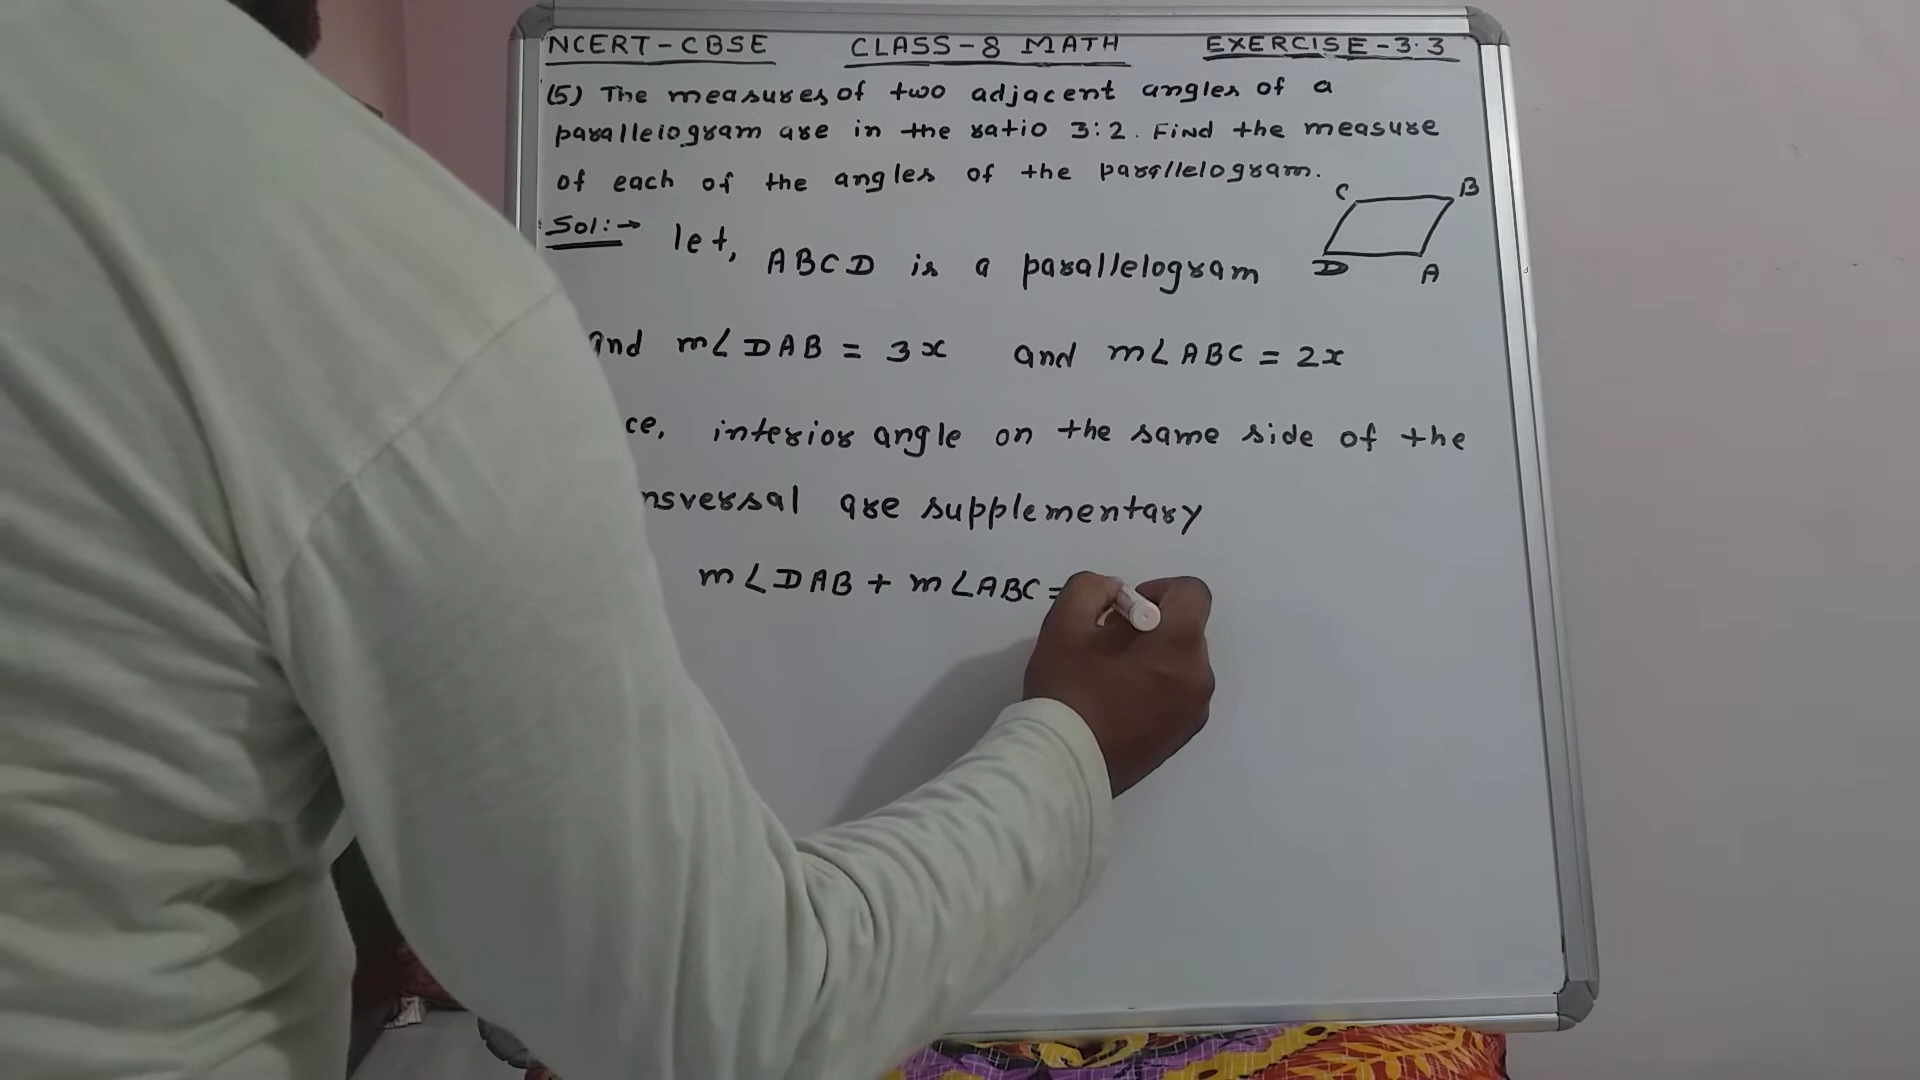 NCERT-CBSE CLASS-8 MATH EXERCISE-3.3
(5) The measures of two adjacent angles of a
parallelogram are in the ratio 3:2. Find the measure
of each of the angles of the parallelogram.
C B
Sol:→ let, ABCD is a parallelogram
D A
and m∠DAB = 3x and m∠ABC = 2x
ce, interior angle on the same side of the
nsversal are supplementary
m∠DAB + m∠ABC =